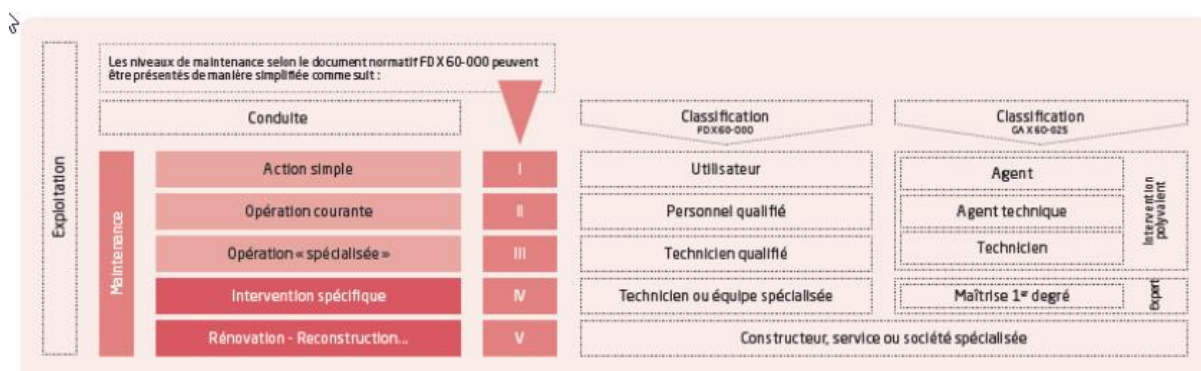 Les niveaux de maintenance selon le document normatif FD X 60-000 peuvent
être présentés de manière simplifiée comme suit :
Conduite
Classification
FD X 60-000
Classification
GA X 60-025
Exploitation
Maintenance
Action simple
I
Utilisateur
Agent
Opération courante
II
Personnel qualifié
Agent technique
Opération « spécialisée »
III
Technicien qualifié
Technicien
Intervention
polyvalent
Intervention spécifique
IV
Technicien ou équipe spécialisée
Maîtrise 1er degré
Expert
Rénovation - Reconstruction...
V
Constructeur, service ou société spécialisée